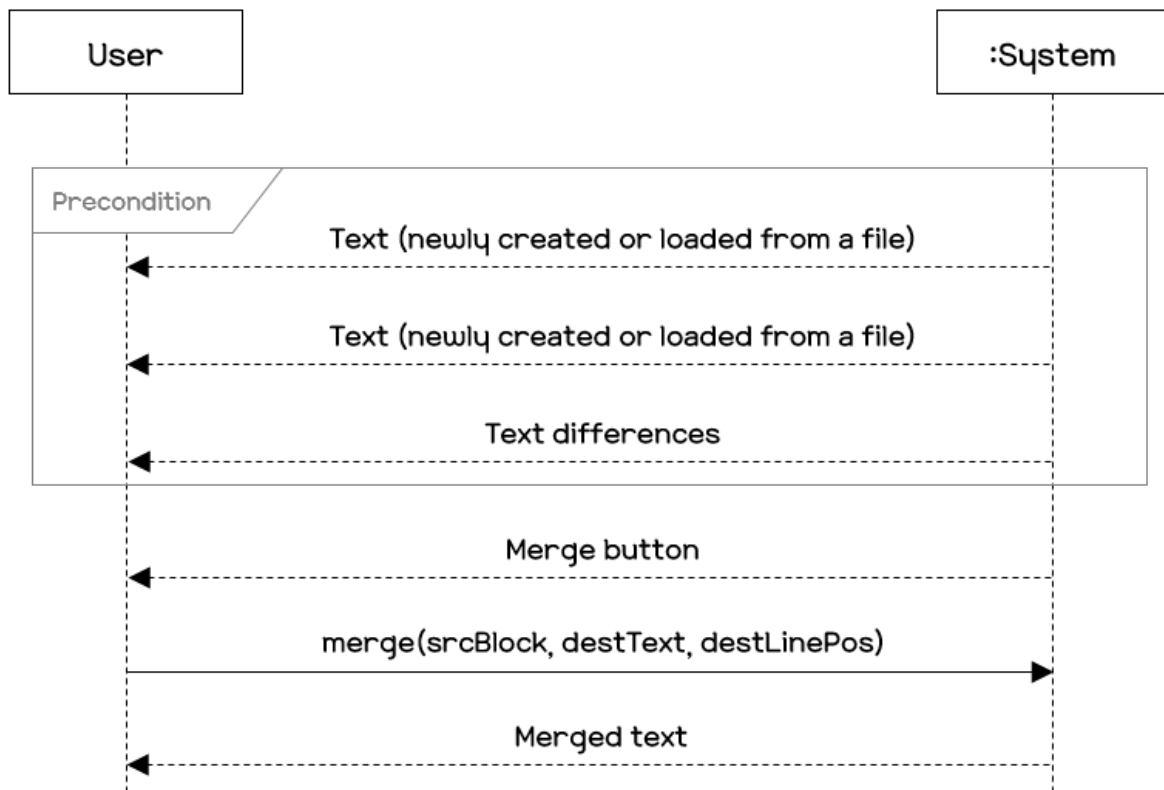 User
:System
Precondition
Text (newly created or loaded from a file)
Text (newly created or loaded from a file)
Text differences
Merge button
merge(srcBlock, destText, destLinePos)
Merged text